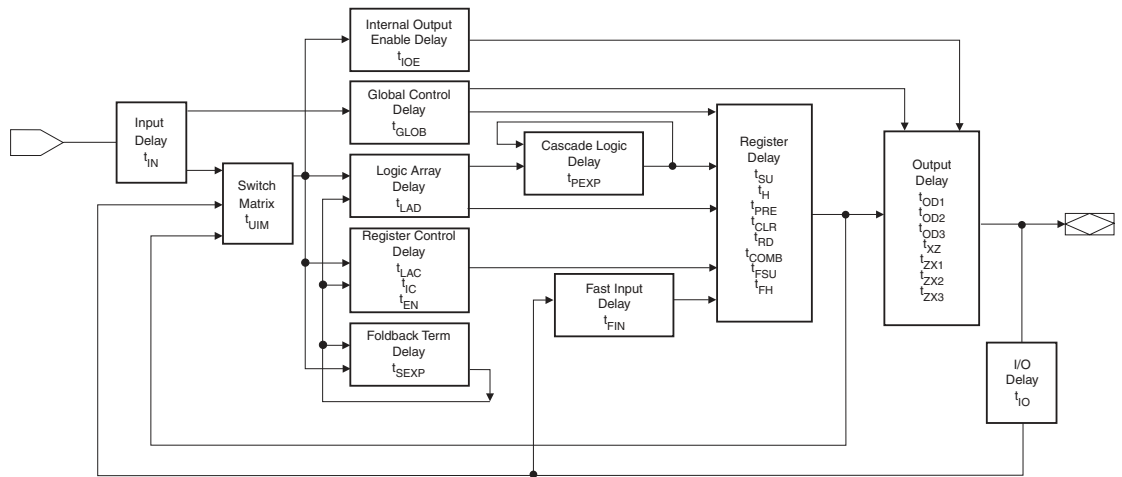 Input
Delay
tIN
Switch
Matrix
tUIM
Internal Output
Enable Delay
tIOE
Global Control
Delay
tGLOB
Logic Array
Delay
tLAD
Register Control
Delay
tLAC
tIC
tEN
Foldback Term
Delay
tSEXP
Cascade Logic
Delay
tPEXP
Fast Input
Delay
tFIN
Register
Delay
tSU
tH
tPRE
tCLR
tRD
tCOMB
tFSU
tFH
Output
Delay
tOD1
tOD2
tOD3
tXZ
tZX1
tZX2
tZX3
I/O
Delay
tIO